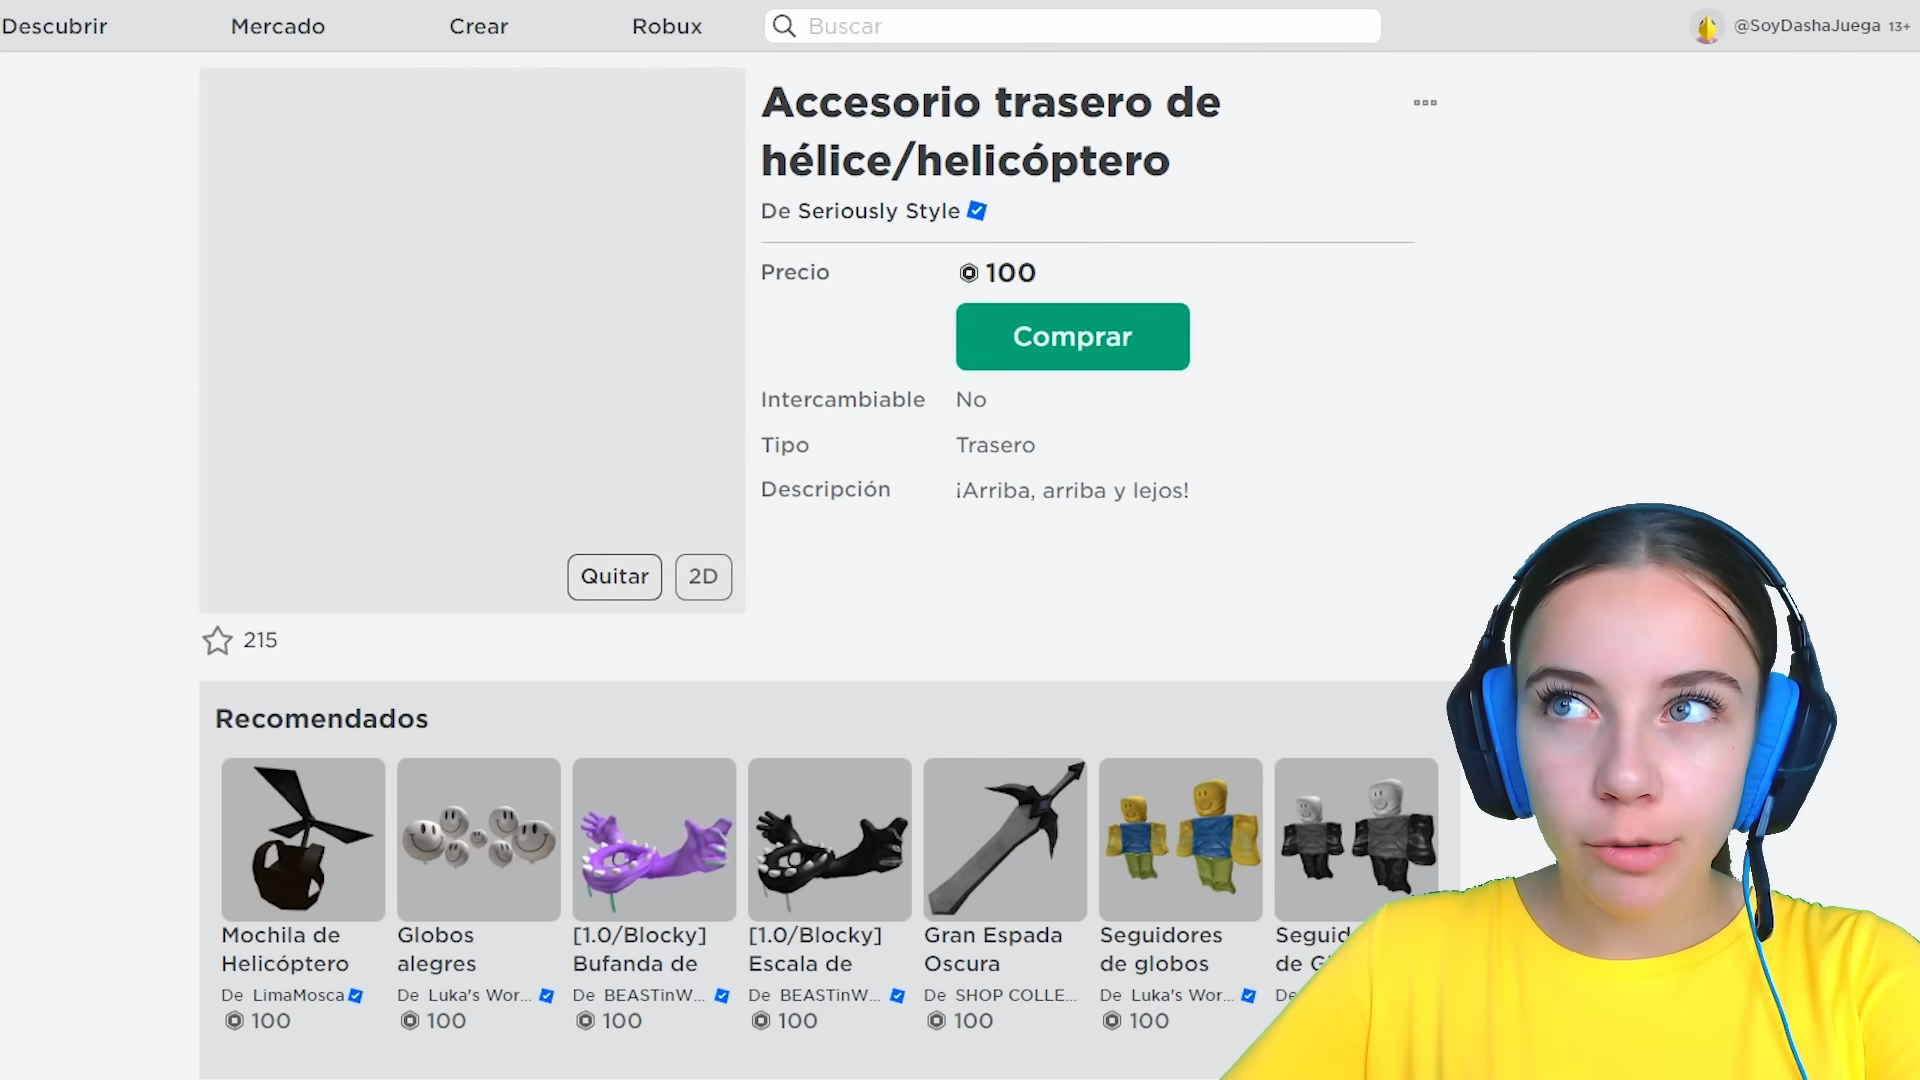 Descubrir
Mercado
Crear
Robux
Buscar
@SoyDashaJuega 13+
Accesorio trasero de
hélice/helicóptero
De Seriously Style
Precio
100
Comprar
Intercambiable No
Tipo Trasero
Descripción ¡Arriba, arriba y lejos!
Quitar
2D
215
Recomendados
Mochila de
Helicóptero
De LimaMosca
100
Globos
alegres
De Luka's Wor...
100
[1.0/Blocky]
Bufanda de
De BEASTinW...
100
[1.0/Blocky]
Escala de
De BEASTinW...
100
Gran Espada
Oscura
De SHOP COLLE...
100
Seguidores
de globos
De Luka's Wor...
100
Seguid
de G
De